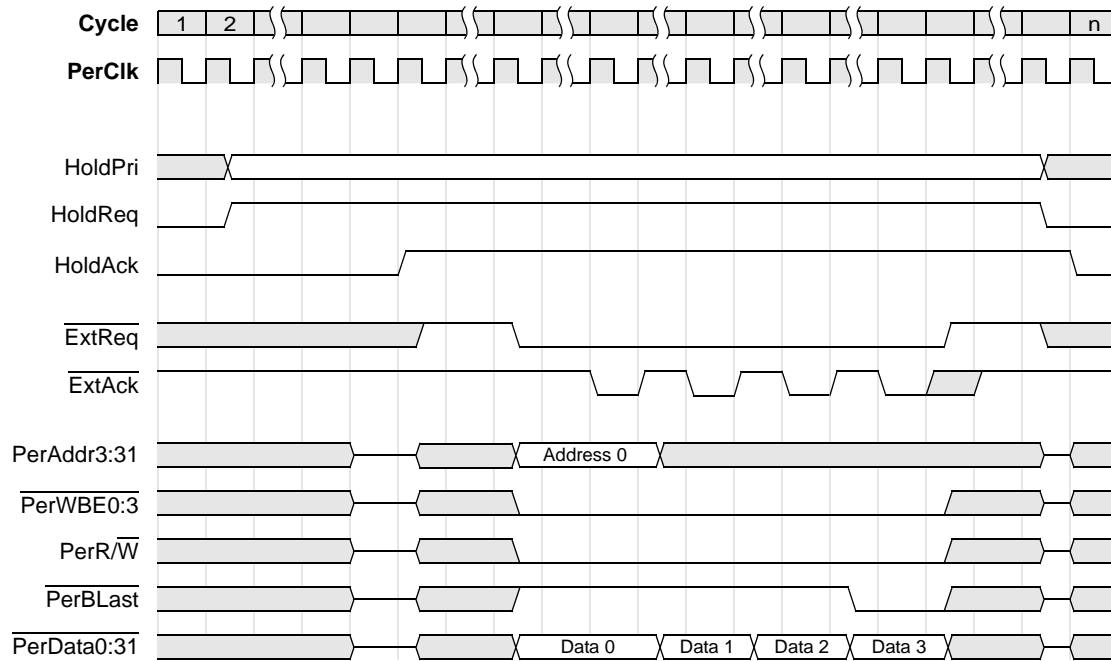 Cycle 1 2 n
PerClk
HoldPri
HoldReq
HoldAck
ExtReq
ExtAck
PerAddr3:31 Address 0
PerWBE0:3
PerR/W
PerBLast
PerData0:31 Data 0 Data 1 Data 2 Data 3